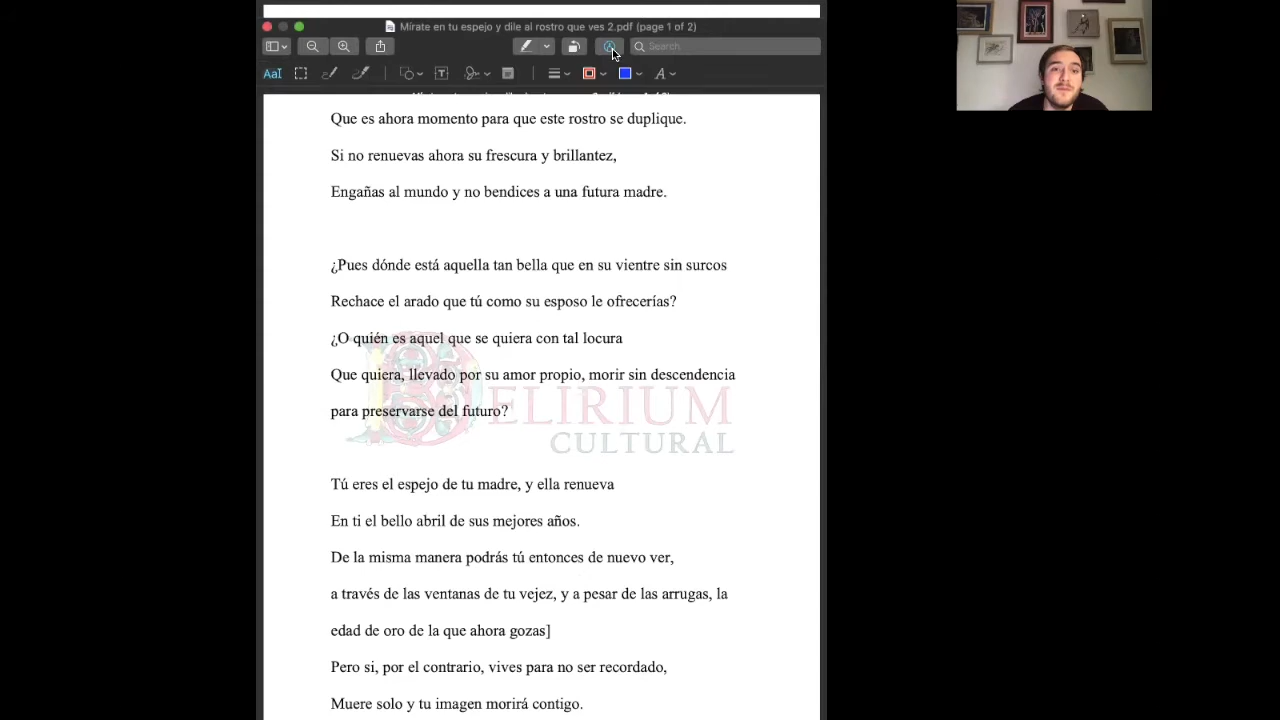 Mírate en tu espejo y dile al rostro que ves 2.pdf (page 1 of 2)
Search
AaI
T
A
Que es ahora momento para que este rostro se duplique.
Si no renuevas ahora su frescura y brillantez,
Engañas al mundo y no bendices a una futura madre.
¿Pues dónde está aquella tan bella que en su vientre sin surcos
Rechace el arado que tú como su esposo le ofrecerías?
¿O quién es aquel que se quiera con tal locura
Que quiera, llevado por su amor propio, morir sin descendencia
para preservarse del futuro?
DELIRIUM
CULTURAL
Tú eres el espejo de tu madre, y ella renueva
En ti el bello abril de sus mejores años.
De la misma manera podrás tú entonces de nuevo ver,
a través de las ventanas de tu vejez, y a pesar de las arrugas, la
edad de oro de la que ahora gozas]
Pero si, por el contrario, vives para no ser recordado,
Muere solo y tu imagen morirá contigo.